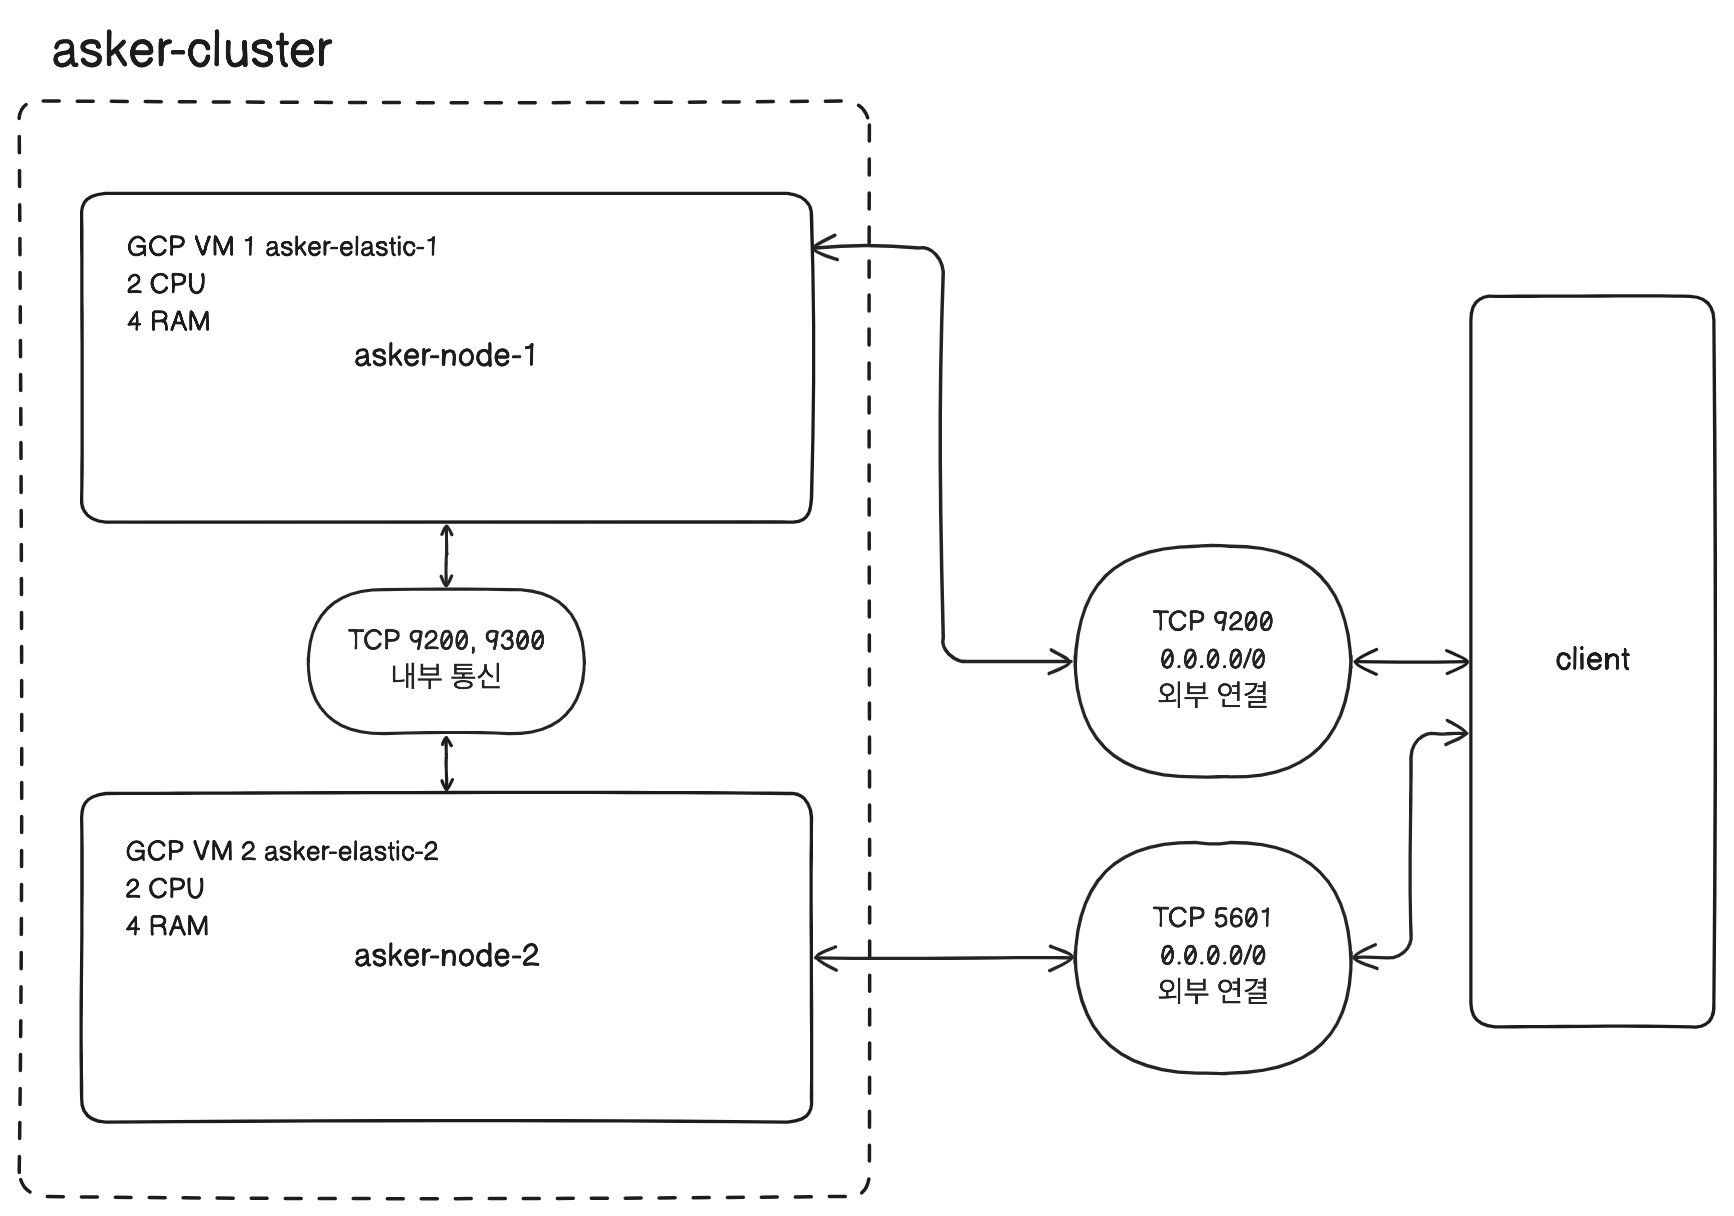 asker-cluster
GCP VM 1 asker-elastic-1
2 CPU
4 RAM
asker-node-1
TCP 9200, 9300
내부 통신
GCP VM 2 asker-elastic-2
2 CPU
4 RAM
asker-node-2
TCP 9200
0.0.0.0/0
외부 연결
TCP 5601
0.0.0.0/0
외부 연결
client